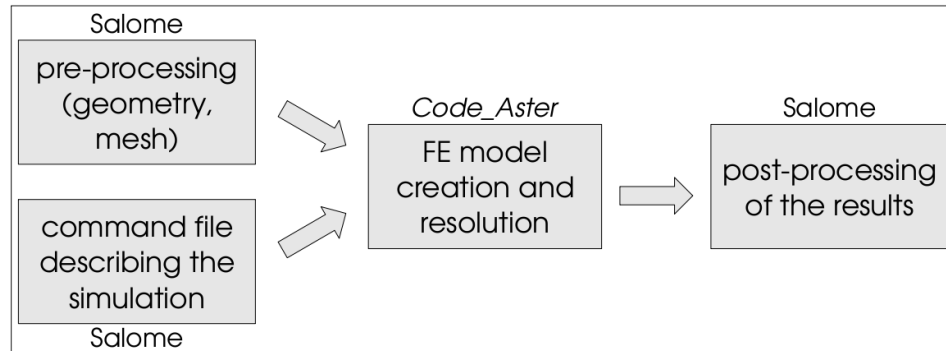 Salome
pre-processing
(geometry,
mesh)
command file
describing the
simulation
Salome
Code_Aster
FE model
creation and
resolution
Salome
post-processing
of the results